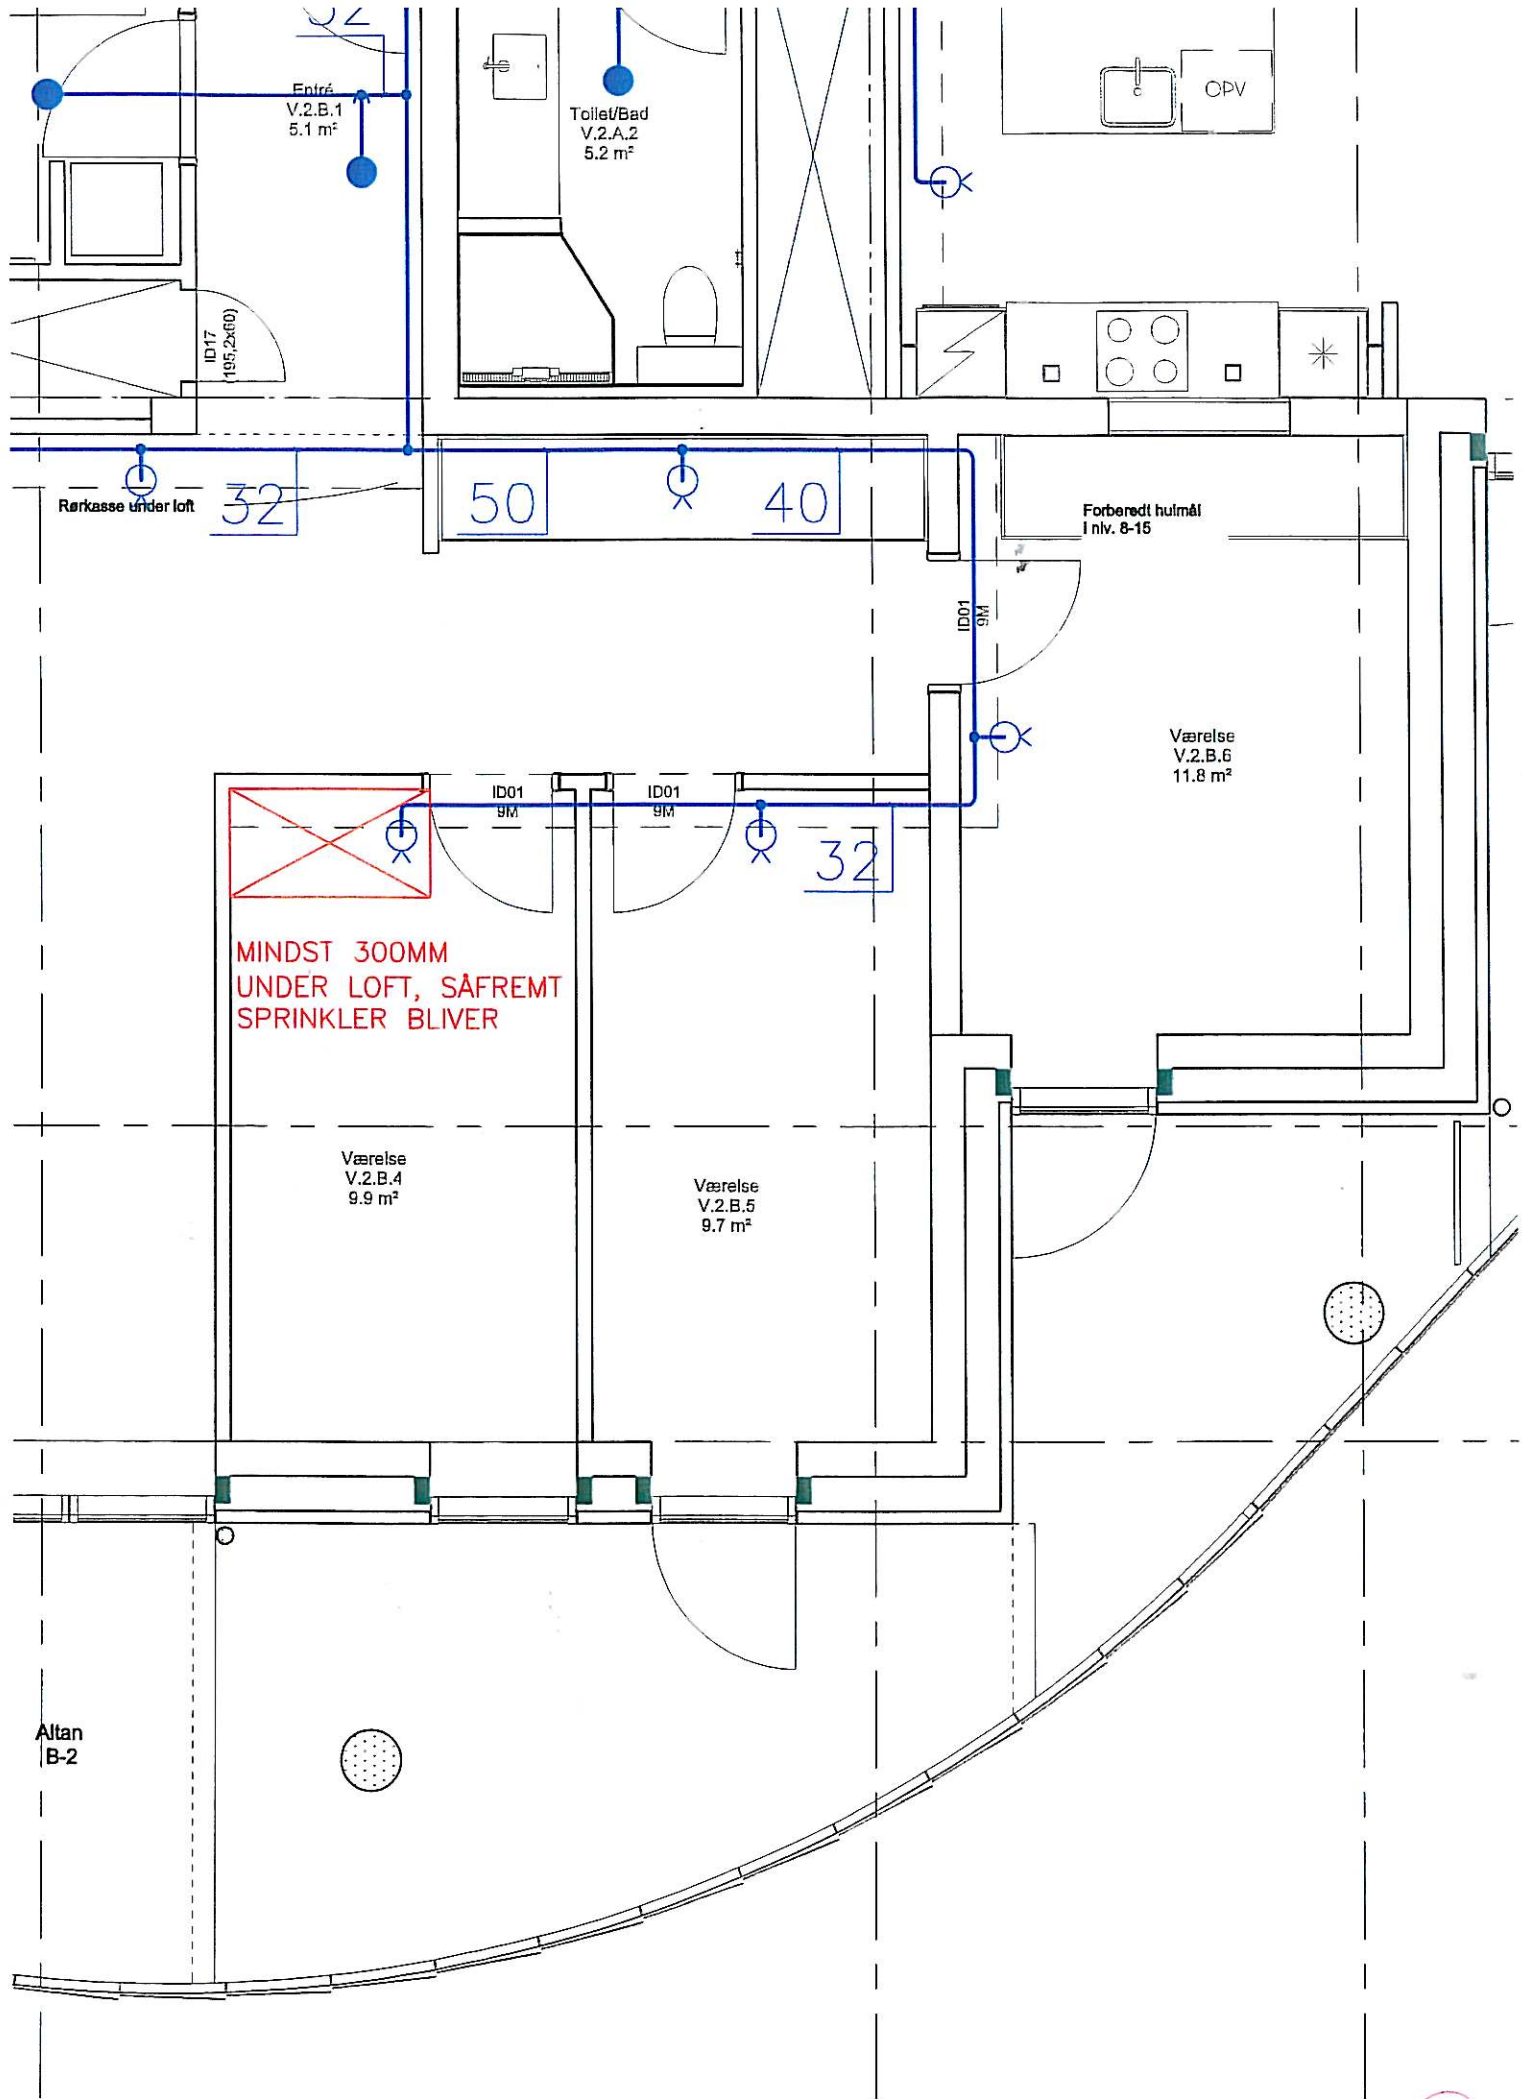 32
Entré
V.2.B.1
5.1 m²
Toilet/Bad
V.2.A.2
5.2 m²
OPV
ID17
(195,2x60)
Rørkasse under loft
32
50
40
Forberedt hulmål
i niv. 8-15
ID01
9M
Værelse
V.2.B.6
11.8 m²
ID01
9M
ID01
9M
32
MINDST 300MM
UNDER LOFT, SÅFREMT
SPRINKLER BLIVER
Værelse
V.2.B.4
9.9 m²
Værelse
V.2.B.5
9.7 m²
Altan
B-2